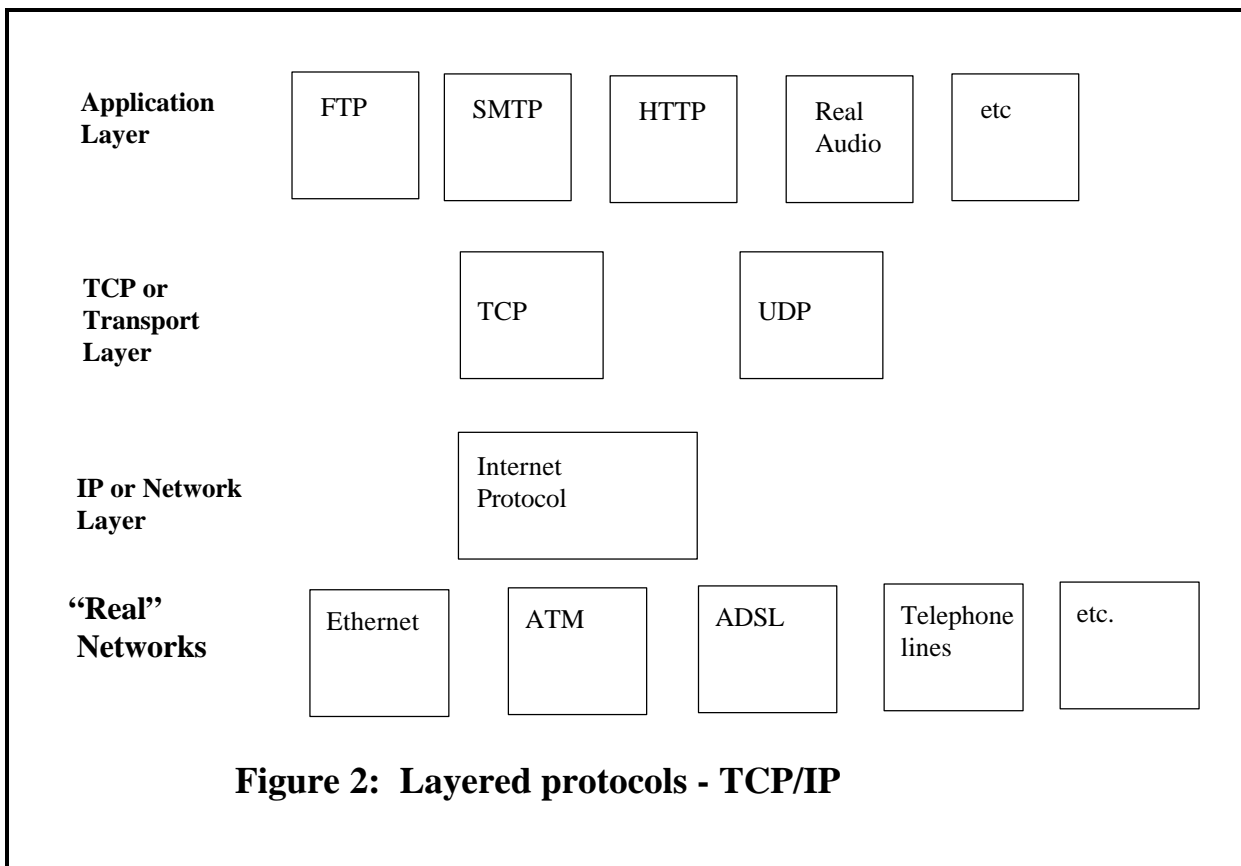 Application
Layer
FTP
SMTP
HTTP
Real
Audio
etc
TCP or
Transport
Layer
TCP
UDP
IP or Network
Layer
Internet
Protocol
“Real”
Networks
Ethernet
ATM
ADSL
Telephone
lines
etc.
Figure 2: Layered protocols - TCP/IP